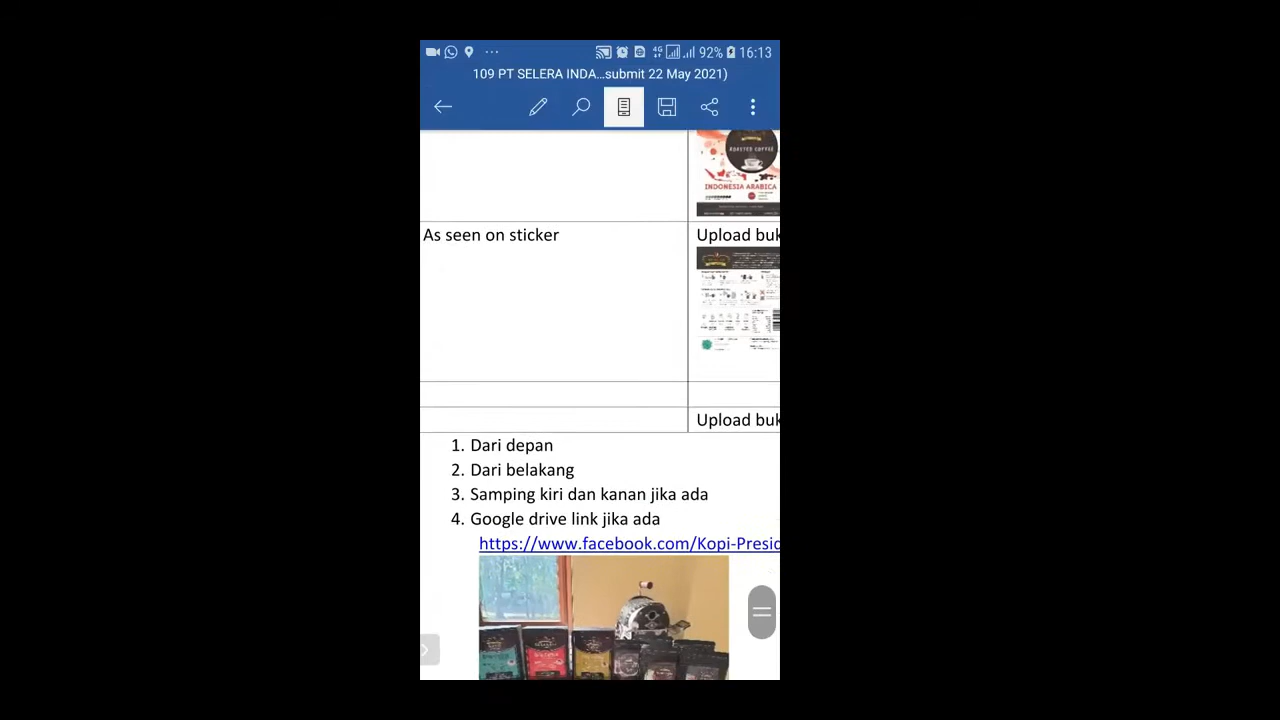 92% 16:13
109 PT SELERA INDA...submit 22 May 2021)
ROASTED COFFEE
INDONESIA ARABICA
As seen on sticker
Upload buk
Upload buk
1. Dari depan
2. Dari belakang
3. Samping kiri dan kanan jika ada
4. Google drive link jika ada
https://www.facebook.com/Kopi-Presid